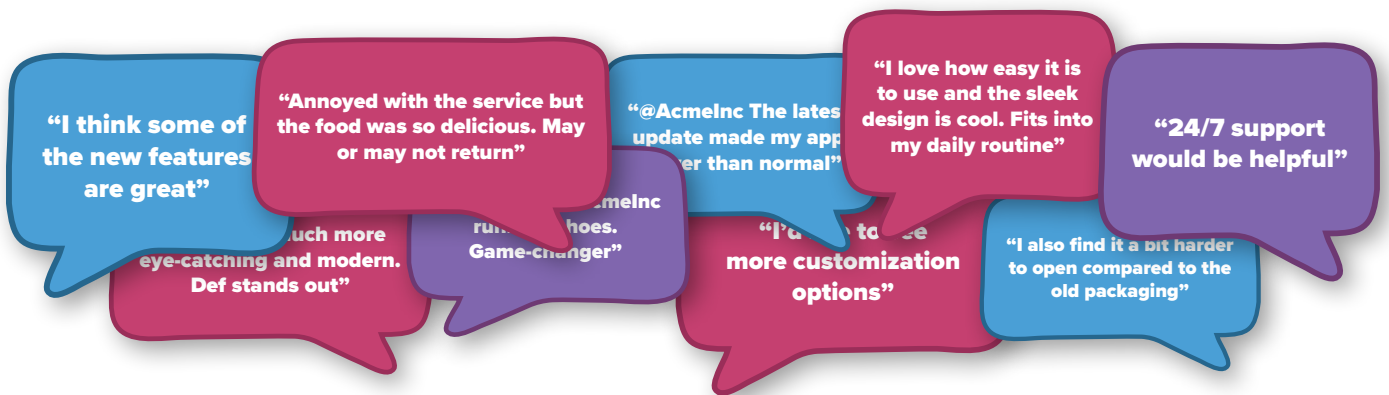 “I think some of
the new features
are great”
“Annoyed with the service but
the food was so delicious. May
or may not return”
“@AcmeInc The
update made my app
than normal”
“I love how easy it is
to use and the sleek
design is cool. Fits into
my daily routine”
“24/7 support
would be helpful”
more
eye-catching and modern.
Def stands out”
Game-changer”
more customization
options”
“I also find it a bit harder
to open compared to the
old packaging”